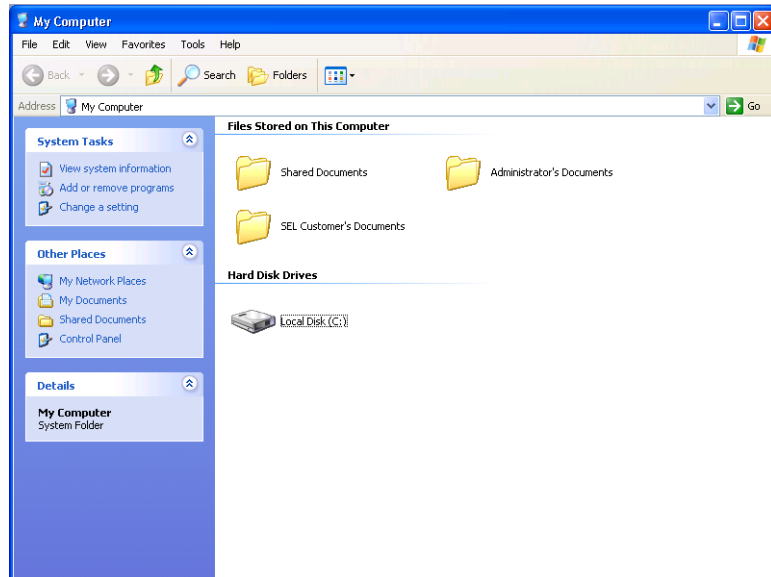 My Computer
File Edit View Favorites Tools Help
Back Search Folders
Address My Computer Go
System Tasks
View system information
Add or remove programs
Change a setting
Other Places
My Network Places
My Documents
Shared Documents
Control Panel
Details
My Computer
System Folder
Files Stored on This Computer
Shared Documents Administrator's Documents
SEL Customer's Documents
Hard Disk Drives
Local Disk (C:)